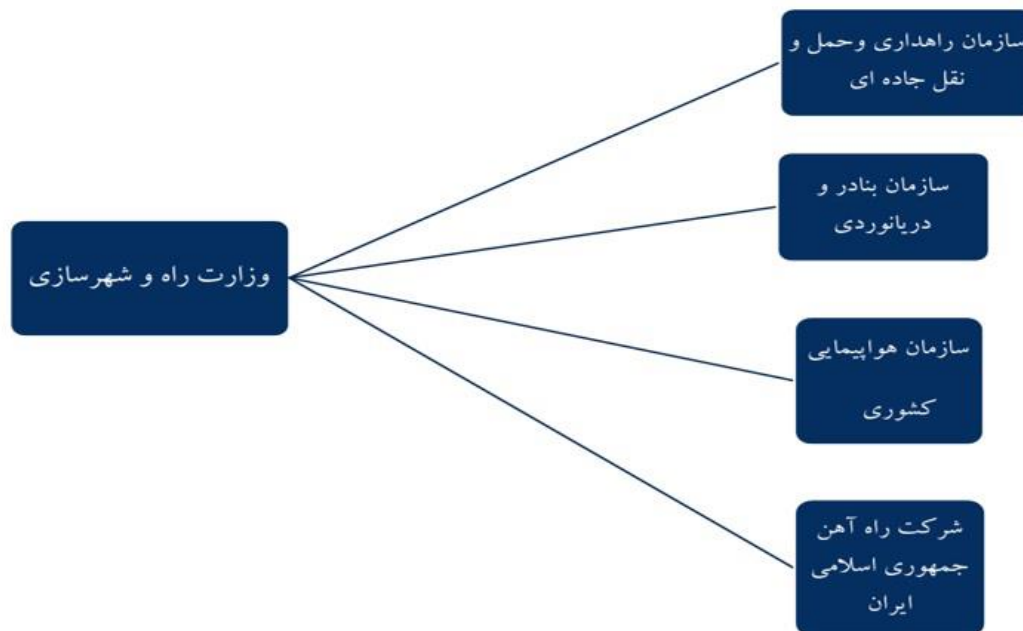 سازمان راهداری وحمل و
نقل جاده ای
سازمان بنادر و
دریانوردی
وزارت راه و شهرسازی
سازمان هواپیمایی
کشوری
شرکت راه آهن
جمهوری اسلامی
ایران